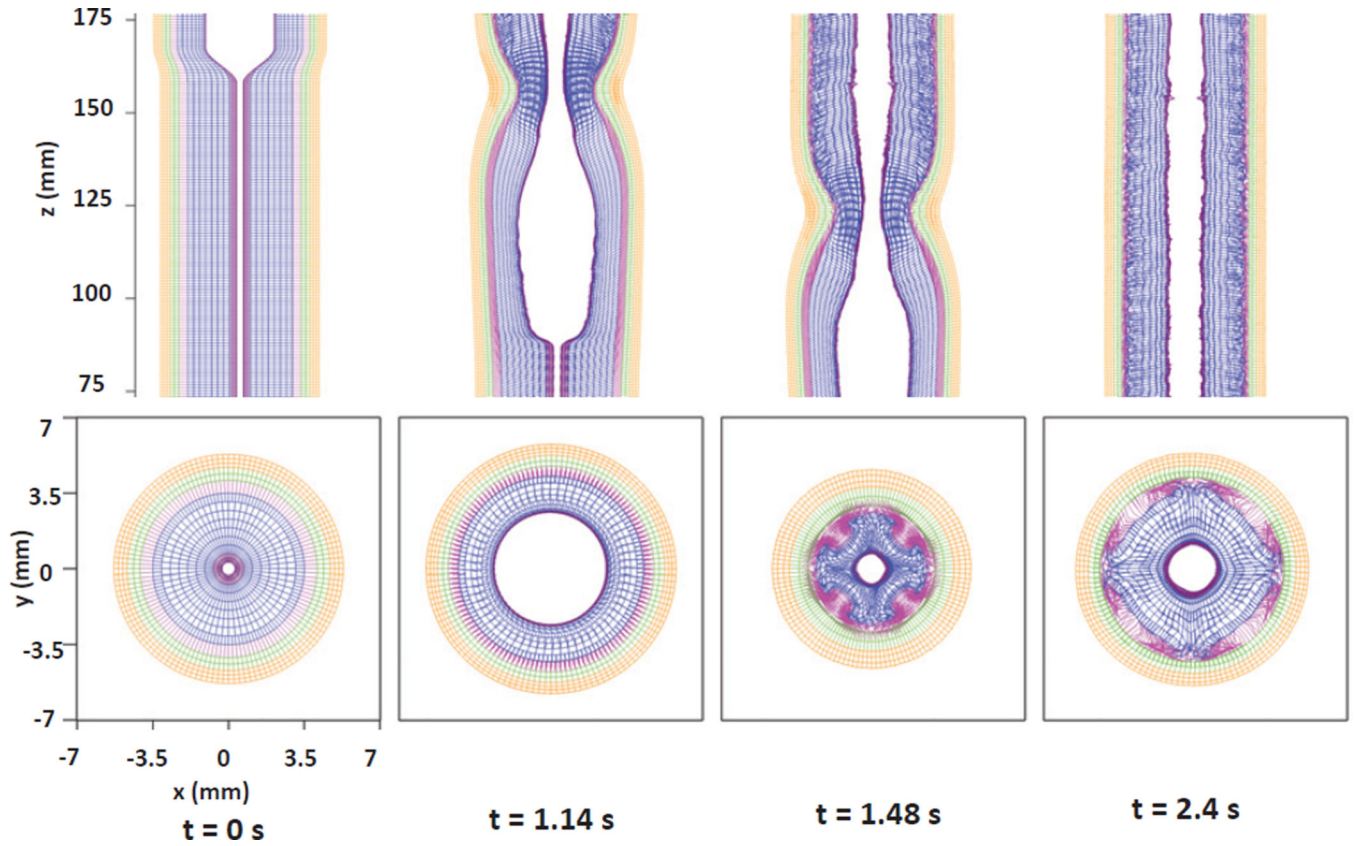 175
150
z (mm)
125
100
75
7
3.5
y (mm)
0
-3.5
-7
-7 -3.5 0 3.5 7
x (mm)
t = 0 s t = 1.14 s t = 1.48 s t = 2.4 s